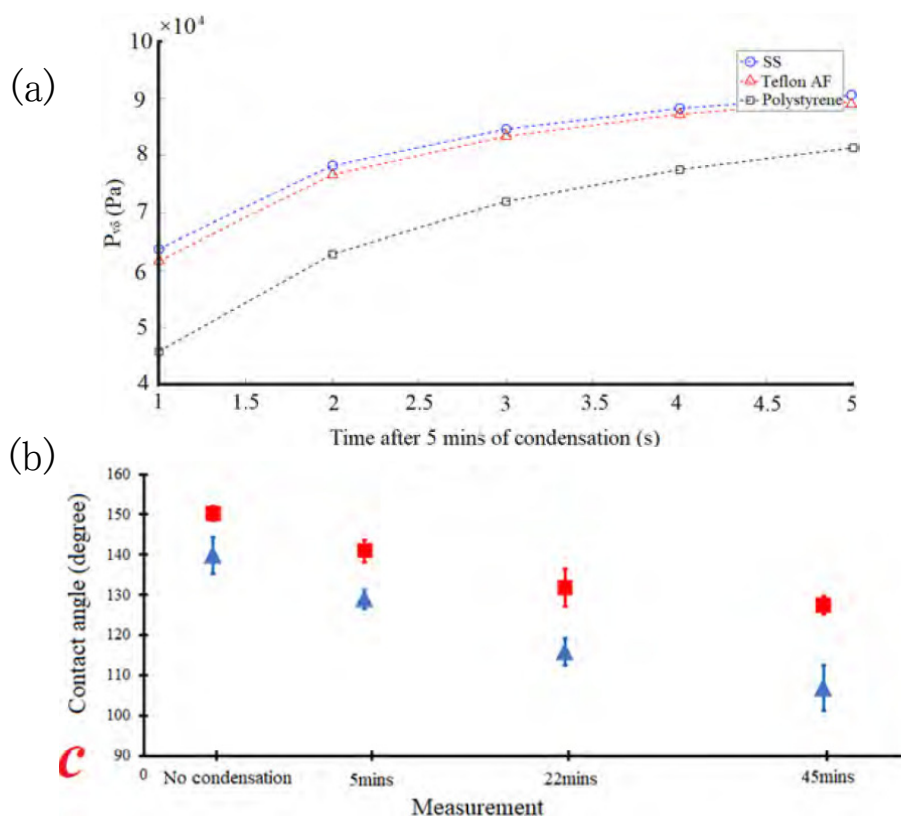 (a)
×10⁴
10
9
8
7
6
5
4
P_vδ (Pa)
SS
Teflon AF
Polystyrene
1 1.5 2 2.5 3 3.5 4 4.5 5
Time after 5 mins of condensation (s)
(b)
160
150
140
130
120
110
100
90
Contact angle (degree)
c
0 No condensation 5mins 22mins 45mins
Measurement